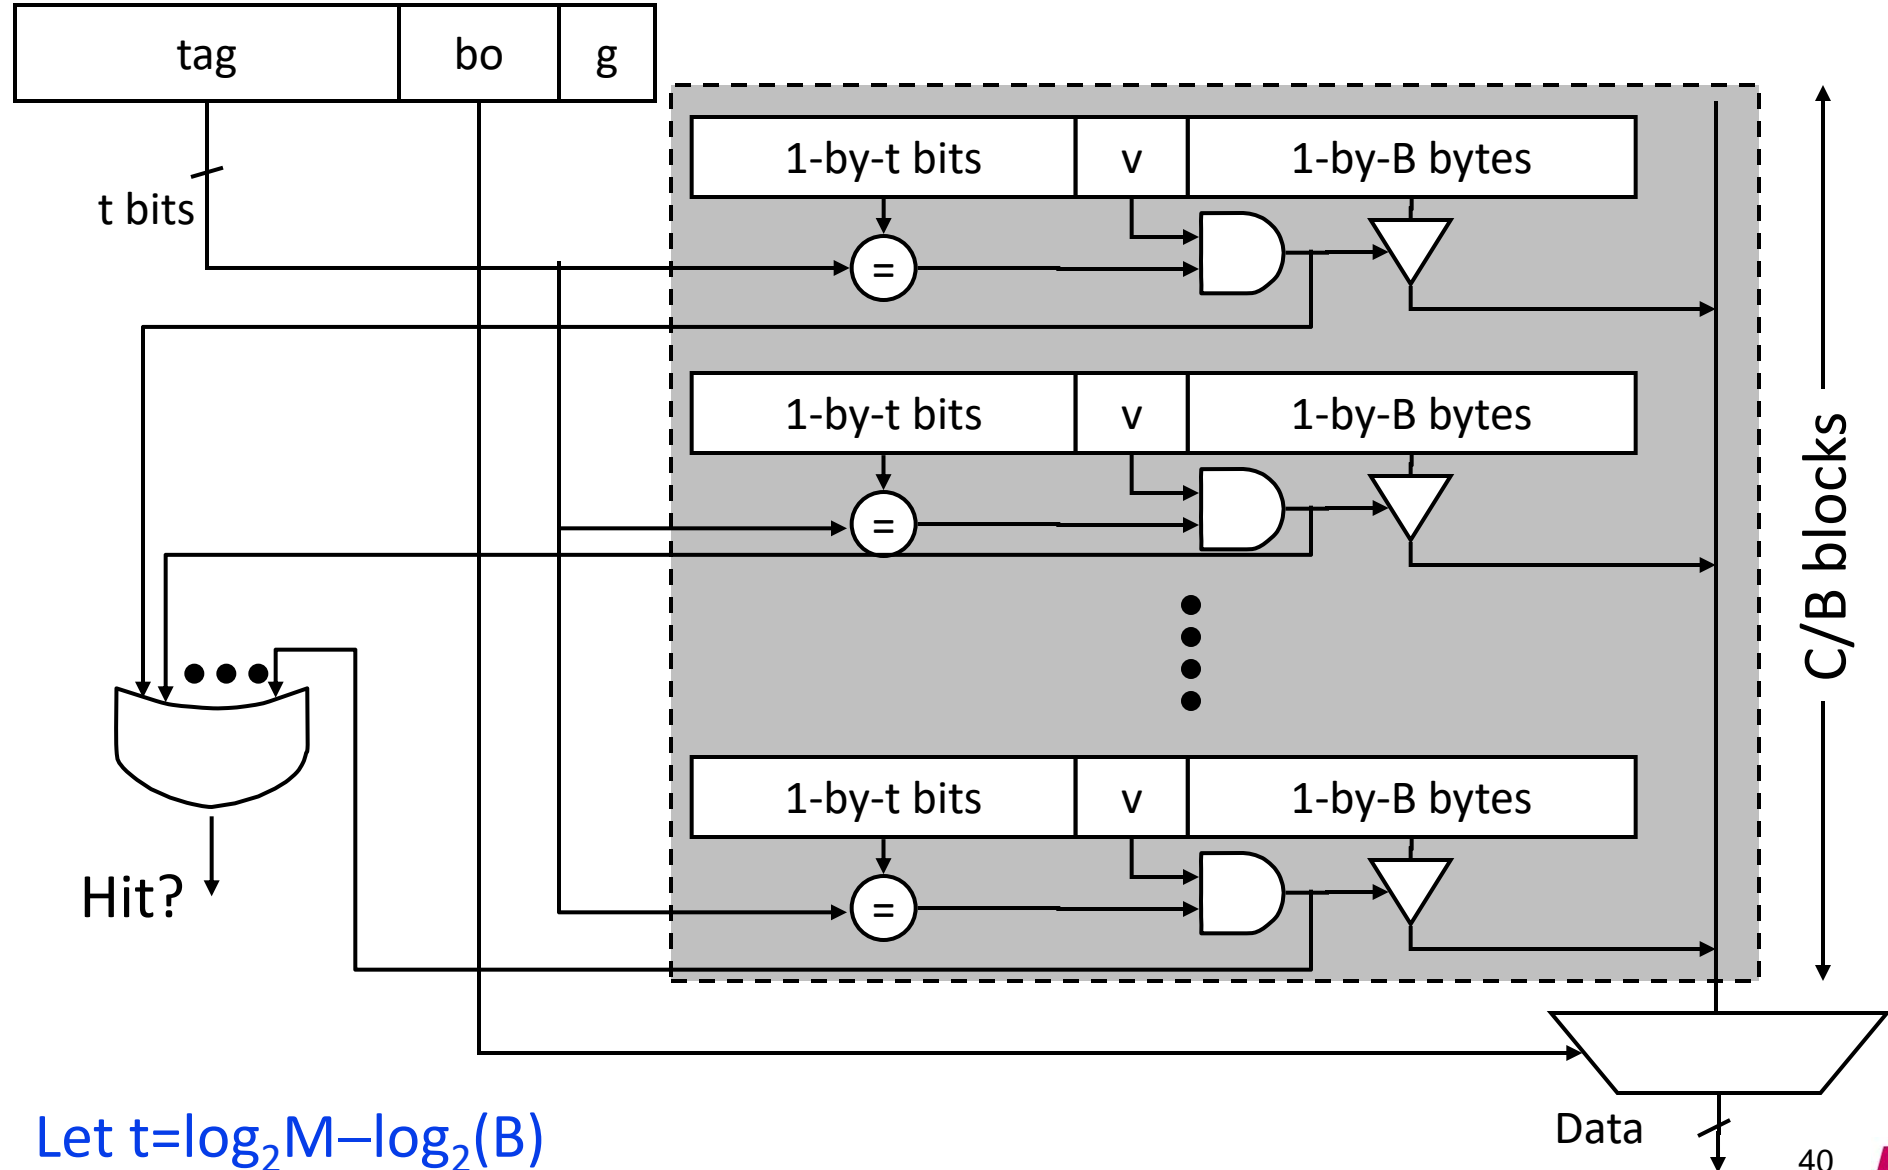 tag bo g
t bits
1-by-t bits v 1-by-B bytes
=
1-by-t bits v 1-by-B bytes
=
C/B blocks
1-by-t bits v 1-by-B bytes
=
Hit?
Data
Let t=log₂M–log₂(B)
40